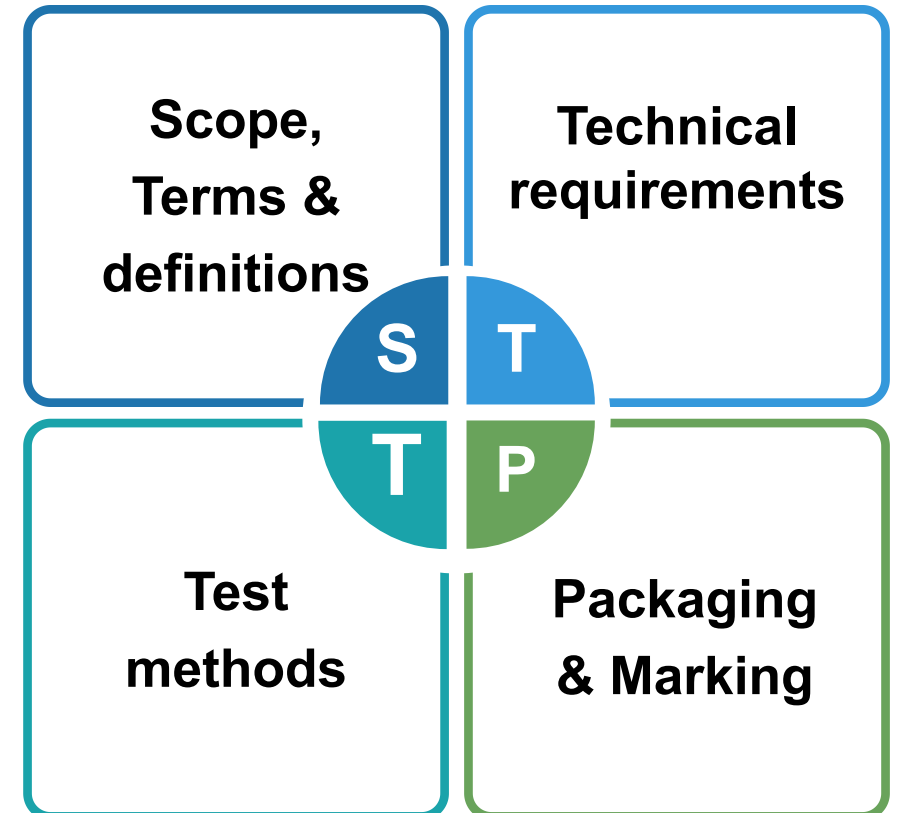 Scope,
Terms &
definitions
Technical
requirements
S
T
T
P
Test
methods
Packaging
& Marking